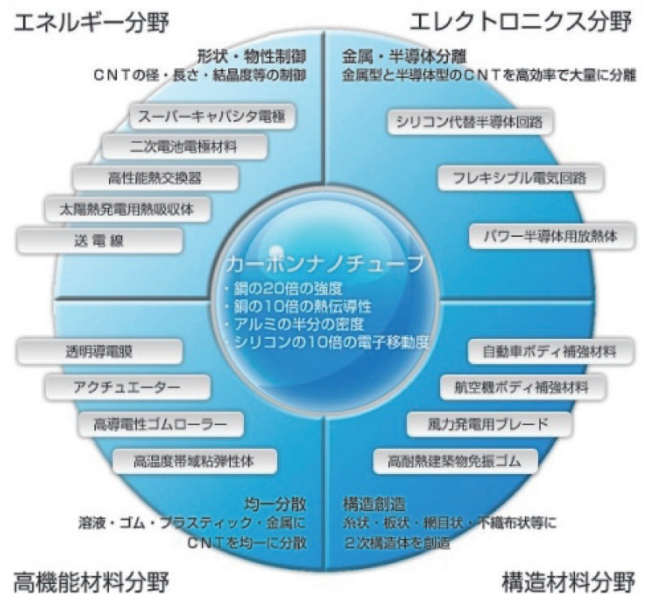 エネルギー分野
形状・物性制御
CNTの径・長さ・結晶度等の制御
スーパーキャパシタ電極
二次電池電極材料
高性能熱交換器
太陽熱発電用熱吸収体
送電線
エレクトロニクス分野
金属・半導体分離
金属型と半導体型のCNTを高効率で大量に分離
シリコン代替半導体回路
フレキシブル電気回路
パワー半導体用放熱体
カーボンナノチューブ
・鋼の20倍の強度
・銅の10倍の熱伝導性
・アルミの半分の密度
・シリコンの10倍の電子移動度
透明導電膜
アクチュエーター
高導電性ゴムローラー
高温度帯域粘弾性体
均一分散
溶液・ゴム・プラスティック・金属に
CNTを均一に分散
高機能材料分野
自動車ボディ補強材料
航空機ボディ補強材料
風力発電用ブレード
高耐熱建築物免振ゴム
構造創造
糸状・板状・網目状・不織布状等に
2次構造体を創造
構造材料分野